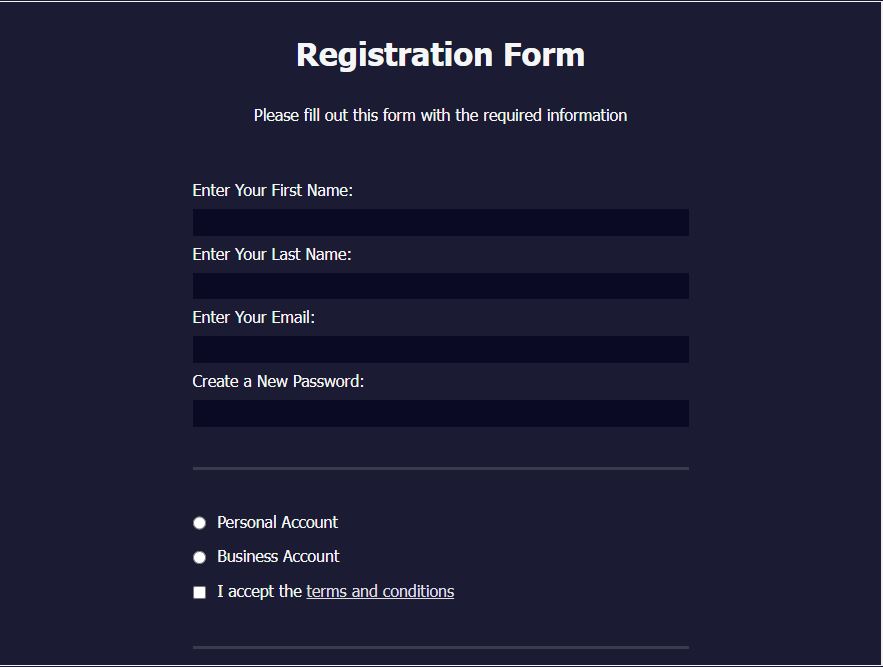 Registration Form
Please fill out this form with the required information
Enter Your First Name:
Enter Your Last Name:
Enter Your Email:
Create a New Password:
Personal Account
Business Account
I accept the terms and conditions